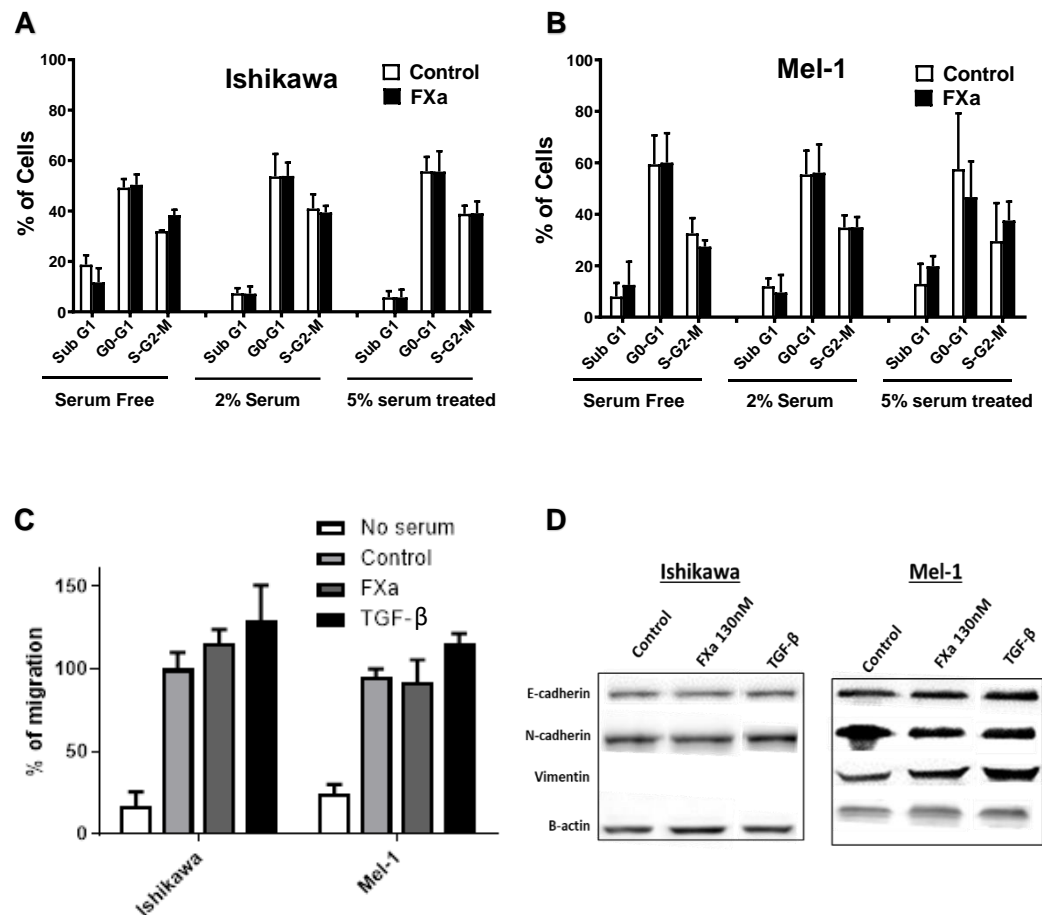 A
Ishikawa
Control
FXa
% of Cells
100
80
60
40
20
0
Sub G1
G0-G1
S-G2-M
Sub G1
G0-G1
S-G2-M
Sub G1
G0-G1
S-G2-M
Serum Free
2% Serum
5% serum treated
B
Mel-1
Control
FXa
% of Cells
100
80
60
40
20
0
Sub G1
G0-G1
S-G2-M
Sub G1
G0-G1
S-G2-M
Sub G1
G0-G1
S-G2-M
Serum Free
2% Serum
5% serum treated
C
No serum
Control
FXa
TGF-β
% of migration
150
100
50
0
Ishikawa
Mel-1
D
Ishikawa
Control
FXa 130nM
TGF-β
Mel-1
Control
FXa 130nM
TGF-β
E-cadherin
N-cadherin
Vimentin
B-actin